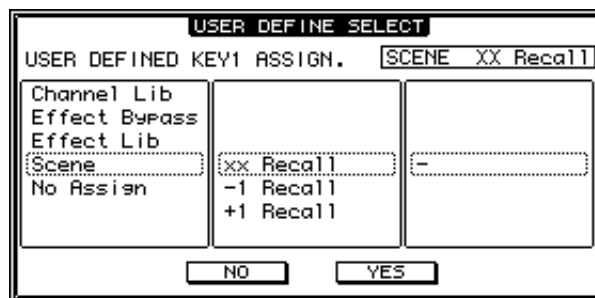 USER DEFINE SELECT
USER DEFINED KEY1 ASSIGN. SCENE XX Recall
Channel Lib
Effect Bypass
Effect Lib
Scene xx Recall -
No Assign -1 Recall
+1 Recall
NO YES